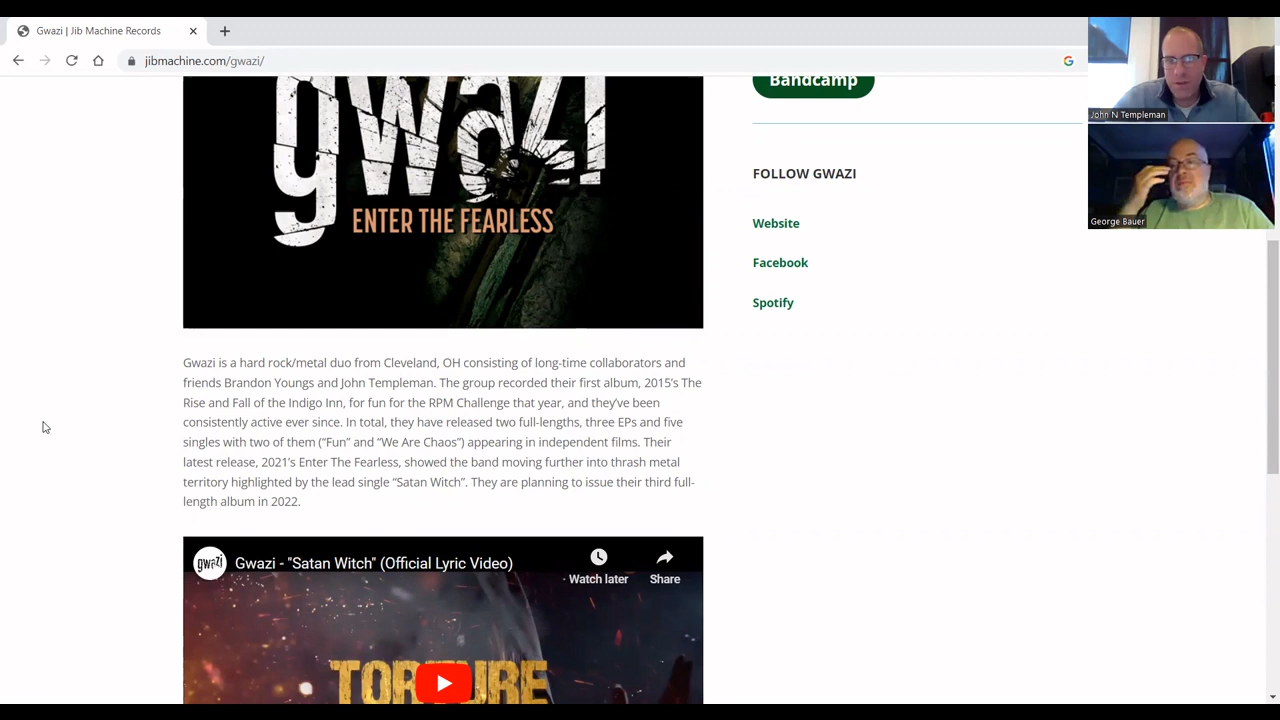 Gwazi | Jib Machine Records
jibmachine.com/gwazi/
gwazi
ENTER THE FEARLESS
Bandcamp
FOLLOW GWAZI
Website
Facebook
Spotify
John N Templeman
George Bauer
Gwazi is a hard rock/metal duo from Cleveland, OH consisting of long-time collaborators and
friends Brandon Youngs and John Templeman. The group recorded their first album, 2015’s The
Rise and Fall of the Indigo Inn, for fun for the RPM Challenge that year, and they’ve been
consistently active ever since. In total, they have released two full-lengths, three EPs and five
singles with two of them (“Fun” and “We Are Chaos”) appearing in independent films. Their
latest release, 2021’s Enter The Fearless, showed the band moving further into thrash metal
territory highlighted by the lead single “Satan Witch”. They are planning to issue their third full-
length album in 2022.
gwazi
Gwazi - "Satan Witch" (Official Lyric Video)
Watch later
Share
TORTURE